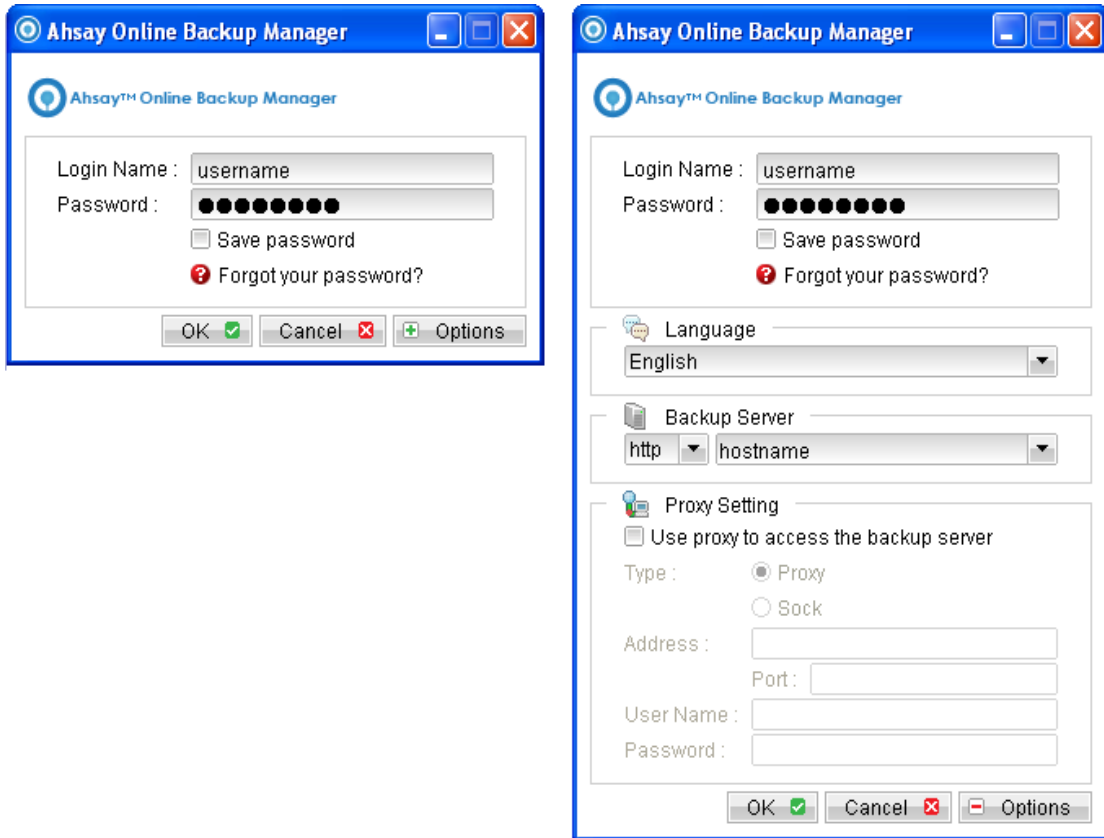 Ahsay Online Backup Manager
Ahsay™ Online Backup Manager
Login Name : username
Password : ●●●●●●●●
Save password
Forgot your password?
OK Cancel Options
Ahsay Online Backup Manager
Ahsay™ Online Backup Manager
Login Name : username
Password : ●●●●●●●●
Save password
Forgot your password?
Language
English
Backup Server
http hostname
Proxy Setting
Use proxy to access the backup server
Type : Proxy
Sock
Address :
Port :
User Name :
Password :
OK Cancel Options